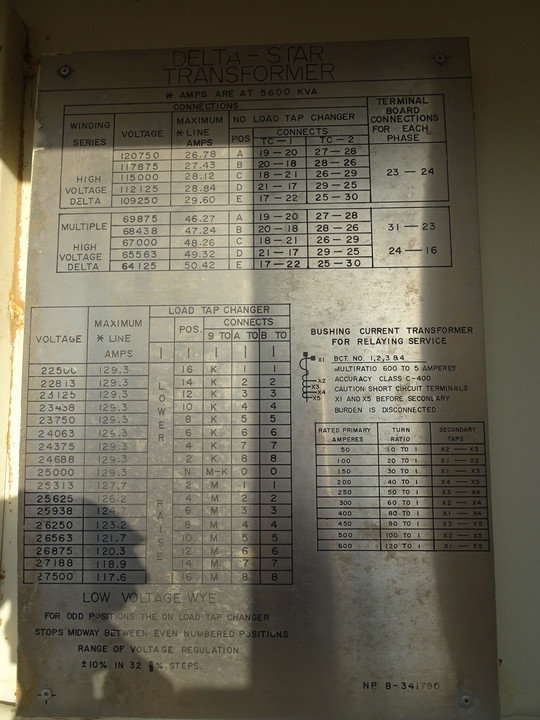 DELTA - STAR
TRANSFORMER
* AMPS ARE AT 5600 KVA
CONNECTIONS
WINDING SERIES VOLTAGE MAXIMUM * LINE AMPS NO LOAD TAP CHANGER TERMINAL BOARD CONNECTIONS FOR EACH PHASE
POS CONNECTS
TC - 1 TC - 2
HIGH VOLTAGE DELTA
120750 26.78 A 19 - 20 27 - 28
117875 27.43 B 20 - 18 28 - 26
115000 28.12 C 18 - 21 26 - 29 23 - 24
112125 28.84 D 21 - 17 29 - 25
109250 29.60 E 17 - 22 25 - 30
MULTIPLE HIGH VOLTAGE DELTA
69875 46.27 A 19 - 20 27 - 28
68438 47.24 B 20 - 18 28 - 26 31 - 23
67000 48.26 C 18 - 21 26 - 29
65563 49.32 D 21 - 17 29 - 25 24 - 16
64125 50.42 E 17 - 22 25 - 30
VOLTAGE MAXIMUM * LINE AMPS LOAD TAP CHANGER
POS. CONNECTS
9 TO A TO B TO
LOWER
RAISE
22500 129.3 16 K 1 1
22813 129.3 14 K 2 2
23125 129.3 12 K 3 3
23438 129.3 10 K 4 4
23750 129.3 8 K 5 5
24063 129.3 6 K 6 6
24375 129.3 4 K 7 7
24688 129.3 2 K 8 8
25000 129.3 N M-K 0 0
25313 127.7 2 M 1 1
25625 126.2 4 M 2 2
25938 124.7 6 M 3 3
26250 123.2 8 M 4 4
26563 121.7 10 M 5 5
26875 120.3 12 M 6 6
27188 118.9 14 M 7 7
27500 117.6 16 M 8 8
LOW VOLTAGE WYE
FOR ODD POSITIONS THE ON LOAD TAP CHANGER
STOPS MIDWAY BETWEEN EVEN NUMBERED POSITIONS
RANGE OF VOLTAGE REGULATION
±10% IN 32 5/8% STEPS.
BUSHING CURRENT TRANSFORMER
FOR RELAYING SERVICE
X1
X2
X3
X4
X5
BCT NO. 1,2,3 & 4
MULTIRATIO 600 TO 5 AMPERES
ACCURACY CLASS C-400
CAUTION SHORT CIRCUIT TERMINALS
X1 AND X5 BEFORE SECONDARY
BURDEN IS DISCONNECTED.
RATED PRIMARY AMPERES TURN RATIO SECONDARY TAPS
50 10 TO 1 X2 - X3
100 20 TO 1 X1 - X2
150 30 TO 1 X1 - X3
200 40 TO 1 X4 - X5
250 50 TO 1 X3 - X4
300 60 TO 1 X2 - X4
400 80 TO 1 X1 - X4
450 90 TO 1 X3 - X5
500 100 TO 1 X2 - X5
600 120 TO 1 X1 - X5
NP B-341790